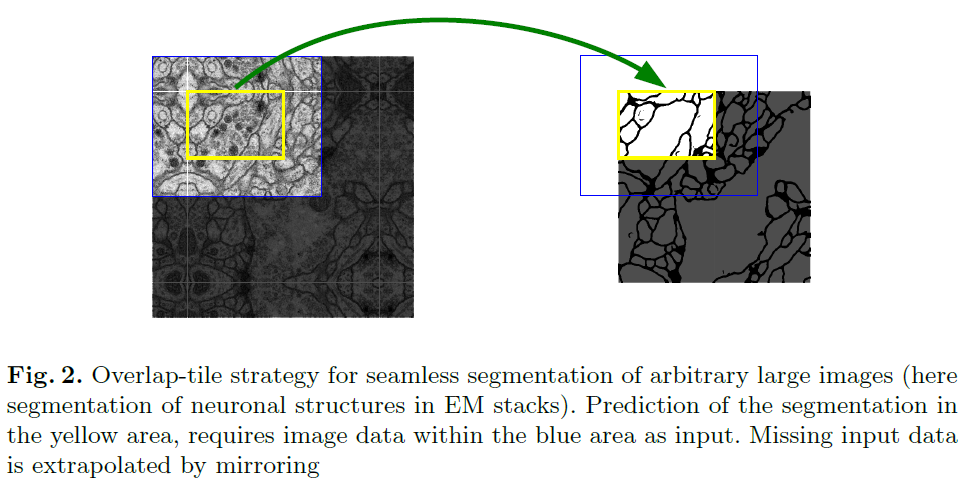 Fig. 2. Overlap-tile strategy for seamless segmentation of arbitrary large images (here
segmentation of neuronal structures in EM stacks). Prediction of the segmentation in
the yellow area, requires image data within the blue area as input. Missing input data
is extrapolated by mirroring